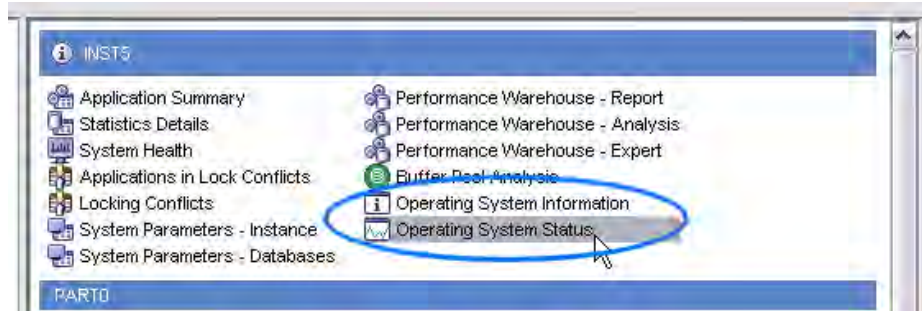 INST5
Application Summary
Statistics Details
System Health
Applications in Lock Conflicts
Locking Conflicts
System Parameters - Instance
System Parameters - Databases
Performance Warehouse - Report
Performance Warehouse - Analysis
Performance Warehouse - Expert
Buffer Pool Analysis
Operating System Information
Operating System Status
PART0